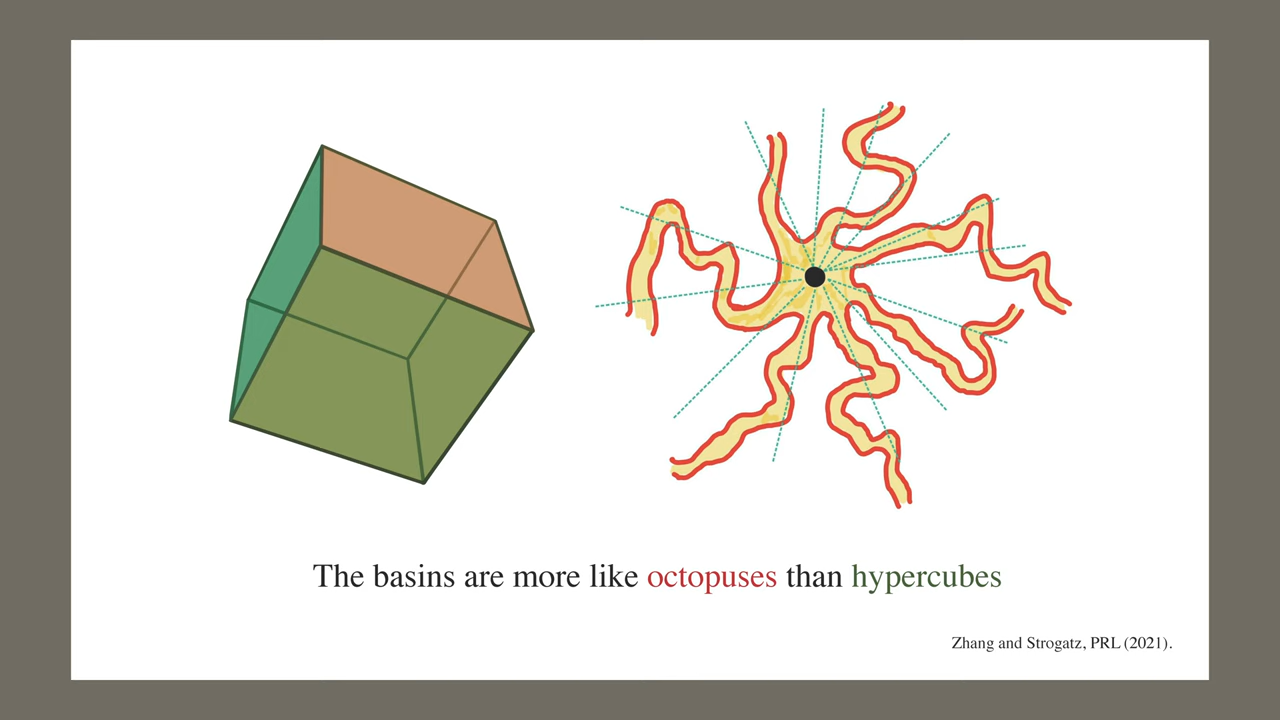 The basins are more like octopuses than hypercubes
Zhang and Strogatz, PRL (2021).